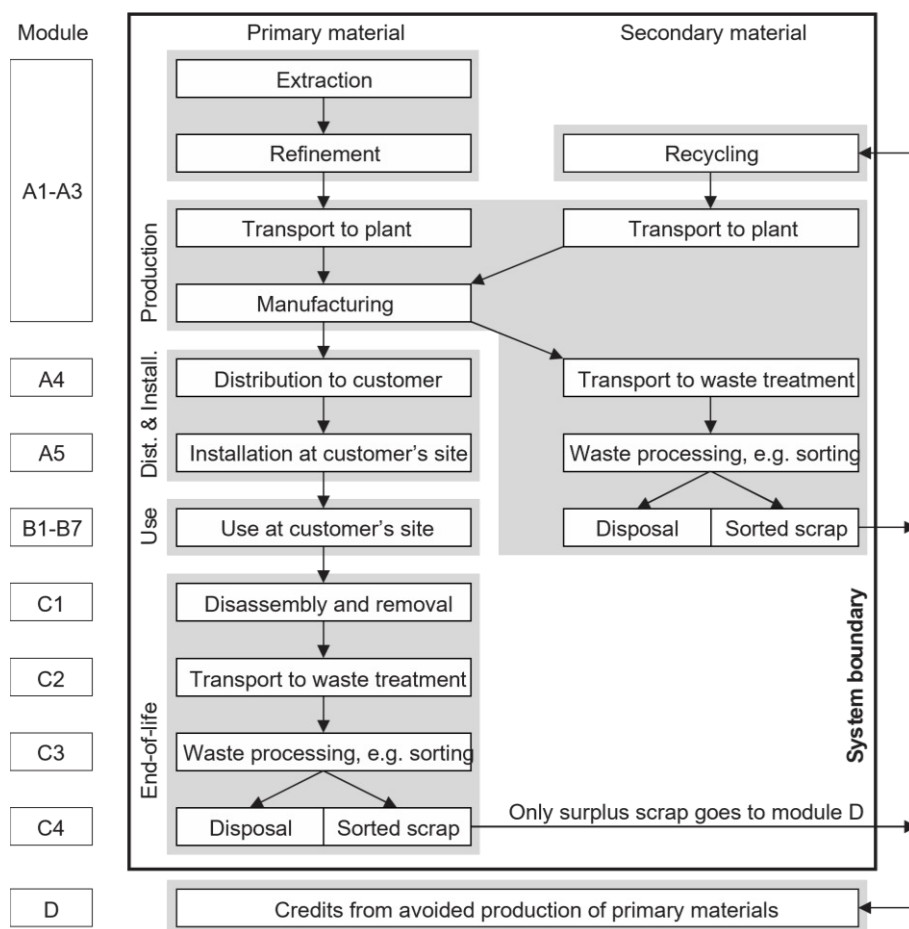 Module
Primary material
Secondary material
A1-A3
Extraction
Refinement
Recycling
Transport to plant
Transport to plant
Manufacturing
Production
A4
Distribution to customer
Transport to waste treatment
A5
Installation at customer's site
Waste processing, e.g. sorting
Dist. & Install.
B1-B7
Use at customer's site
Disposal
Sorted scrap
Use
C1
Disassembly and removal
C2
Transport to waste treatment
C3
Waste processing, e.g. sorting
C4
Disposal
Sorted scrap
End-of-life
Only surplus scrap goes to module D
System boundary
D
Credits from avoided production of primary materials